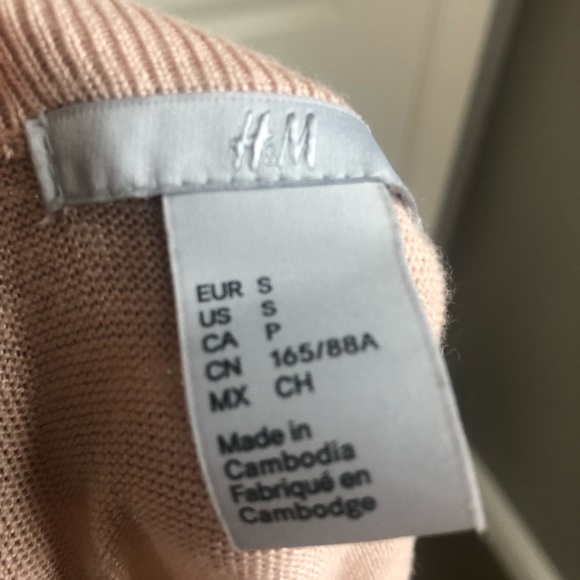 H&M
EUR S
US S
CA P
CN 165/88A
MX CH
Made in
Cambodia
Fabriqué en
Cambodge